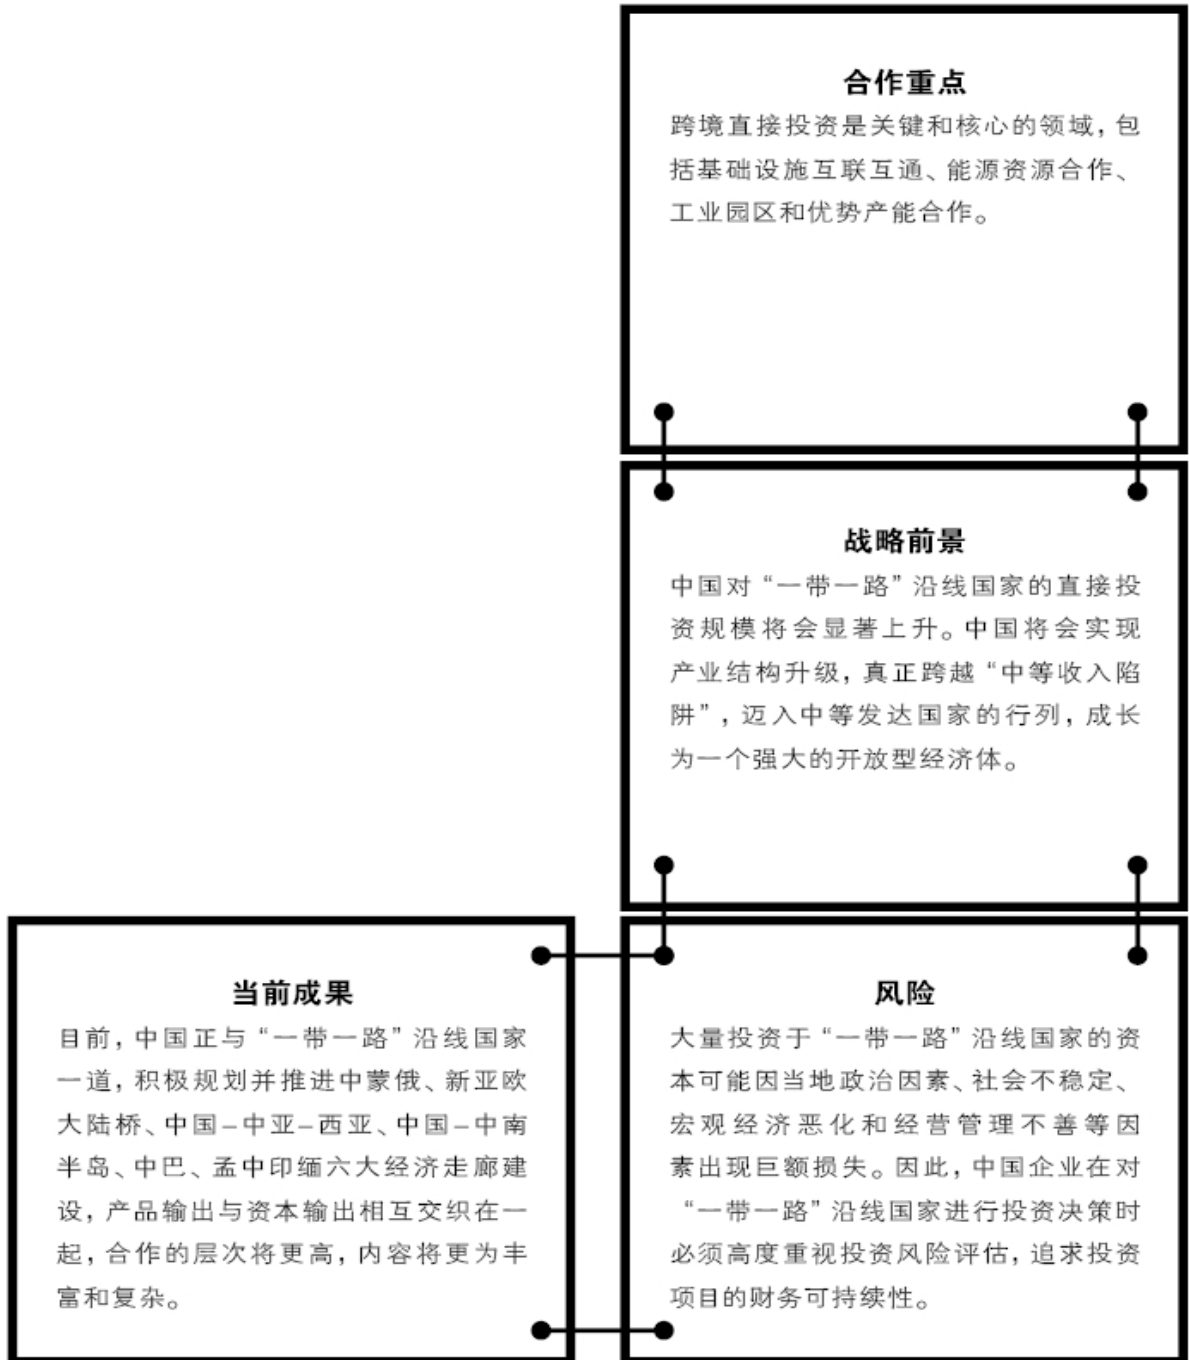 合作重点
跨境直接投资是关键和核心的领域，包
括基础设施互联互通、能源资源合作、
工业园区和优势产能合作。
战略前景
中国对“一带一路”沿线国家的直接投
资规模将会显著上升。中国将会实现
产业结构升级，真正跨越“中等收入陷
阱”，迈入中等发达国家的行列，成长
为一个强大的开放型经济体。
当前成果
目前，中国正与“一带一路”沿线国家
一道，积极规划并推进中蒙俄、新亚欧
大陆桥、中国–中亚–西亚、中国–中南
半岛、中巴、孟中印缅六大经济走廊建
设，产品输出与资本输出相互交织在一
起，合作的层次将更高，内容将更为丰
富和复杂。
风险
大量投资于“一带一路”沿线国家的资
本可能因当地政治因素、社会不稳定、
宏观经济恶化和经营管理不善等因
素出现巨额损失。因此，中国企业在对
“一带一路”沿线国家进行投资决策时
必须高度重视投资风险评估，追求投资
项目的财务可持续性。